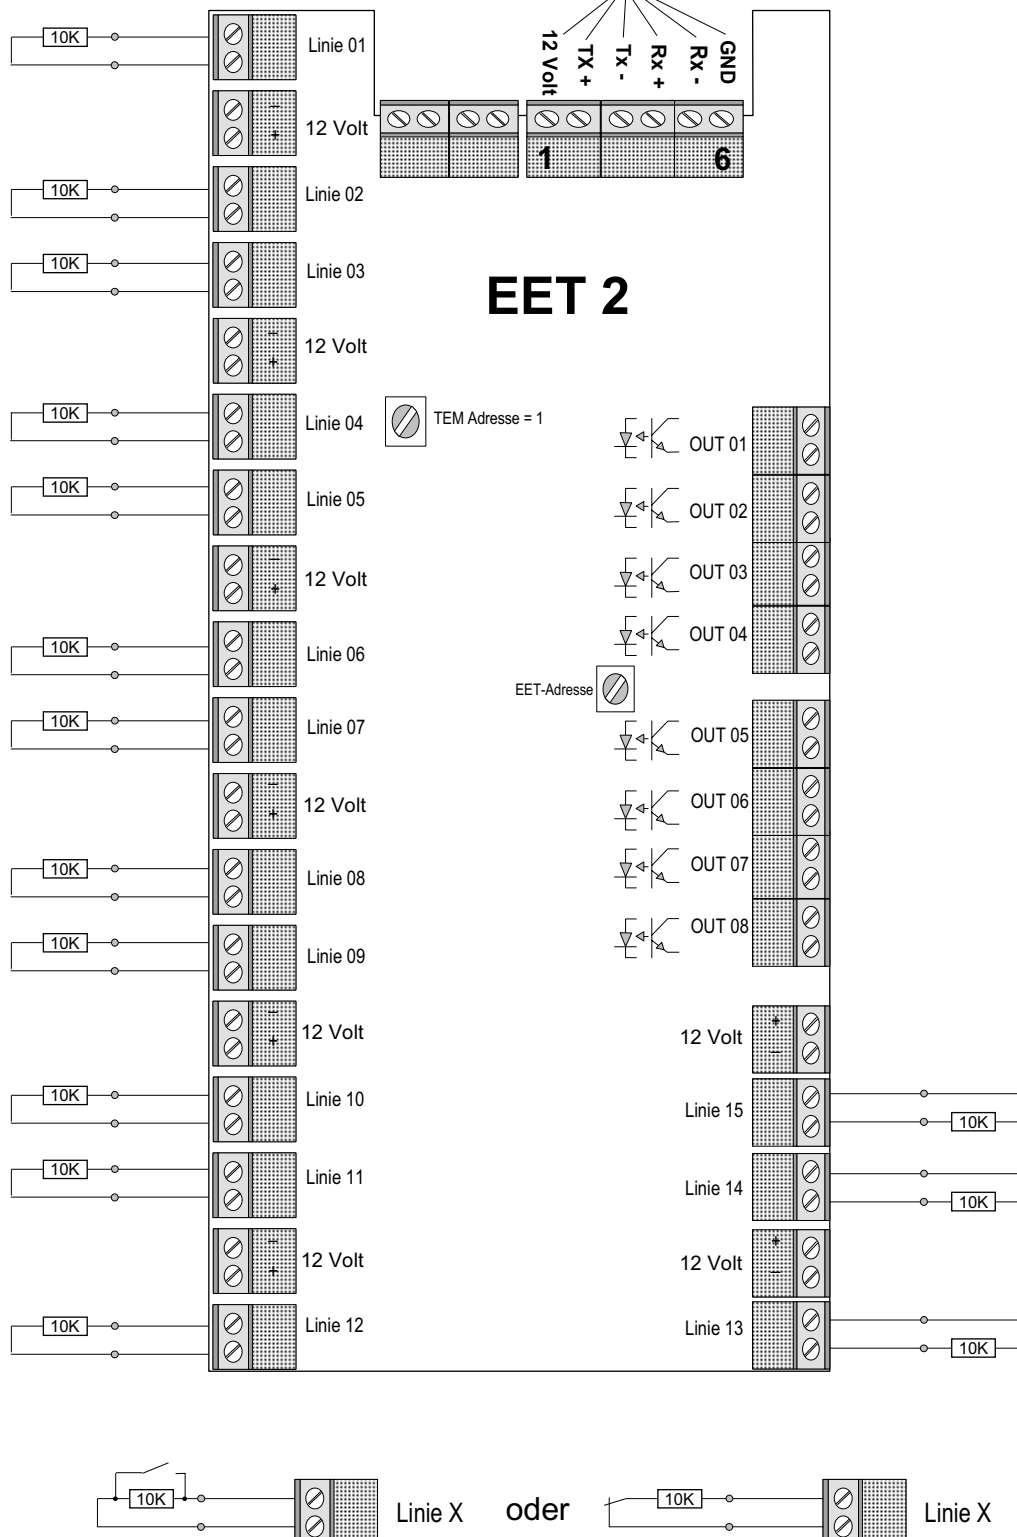 12 Volt
TX +
Tx -
Rx +
Rx -
GND
1
6
EET 2
10K
Linie 01
–
+
12 Volt
10K
Linie 02
10K
Linie 03
–
+
12 Volt
10K
Linie 04
TEM Adresse = 1
10K
Linie 05
–
+
12 Volt
10K
Linie 06
10K
Linie 07
–
+
12 Volt
10K
Linie 08
10K
Linie 09
–
+
12 Volt
10K
Linie 10
10K
Linie 11
–
+
12 Volt
10K
Linie 12
OUT 01
OUT 02
OUT 03
OUT 04
EET-Adresse
OUT 05
OUT 06
OUT 07
OUT 08
12 Volt
+
–
Linie 15
10K
Linie 14
10K
12 Volt
+
–
Linie 13
10K
10K
Linie X
oder
10K
Linie X